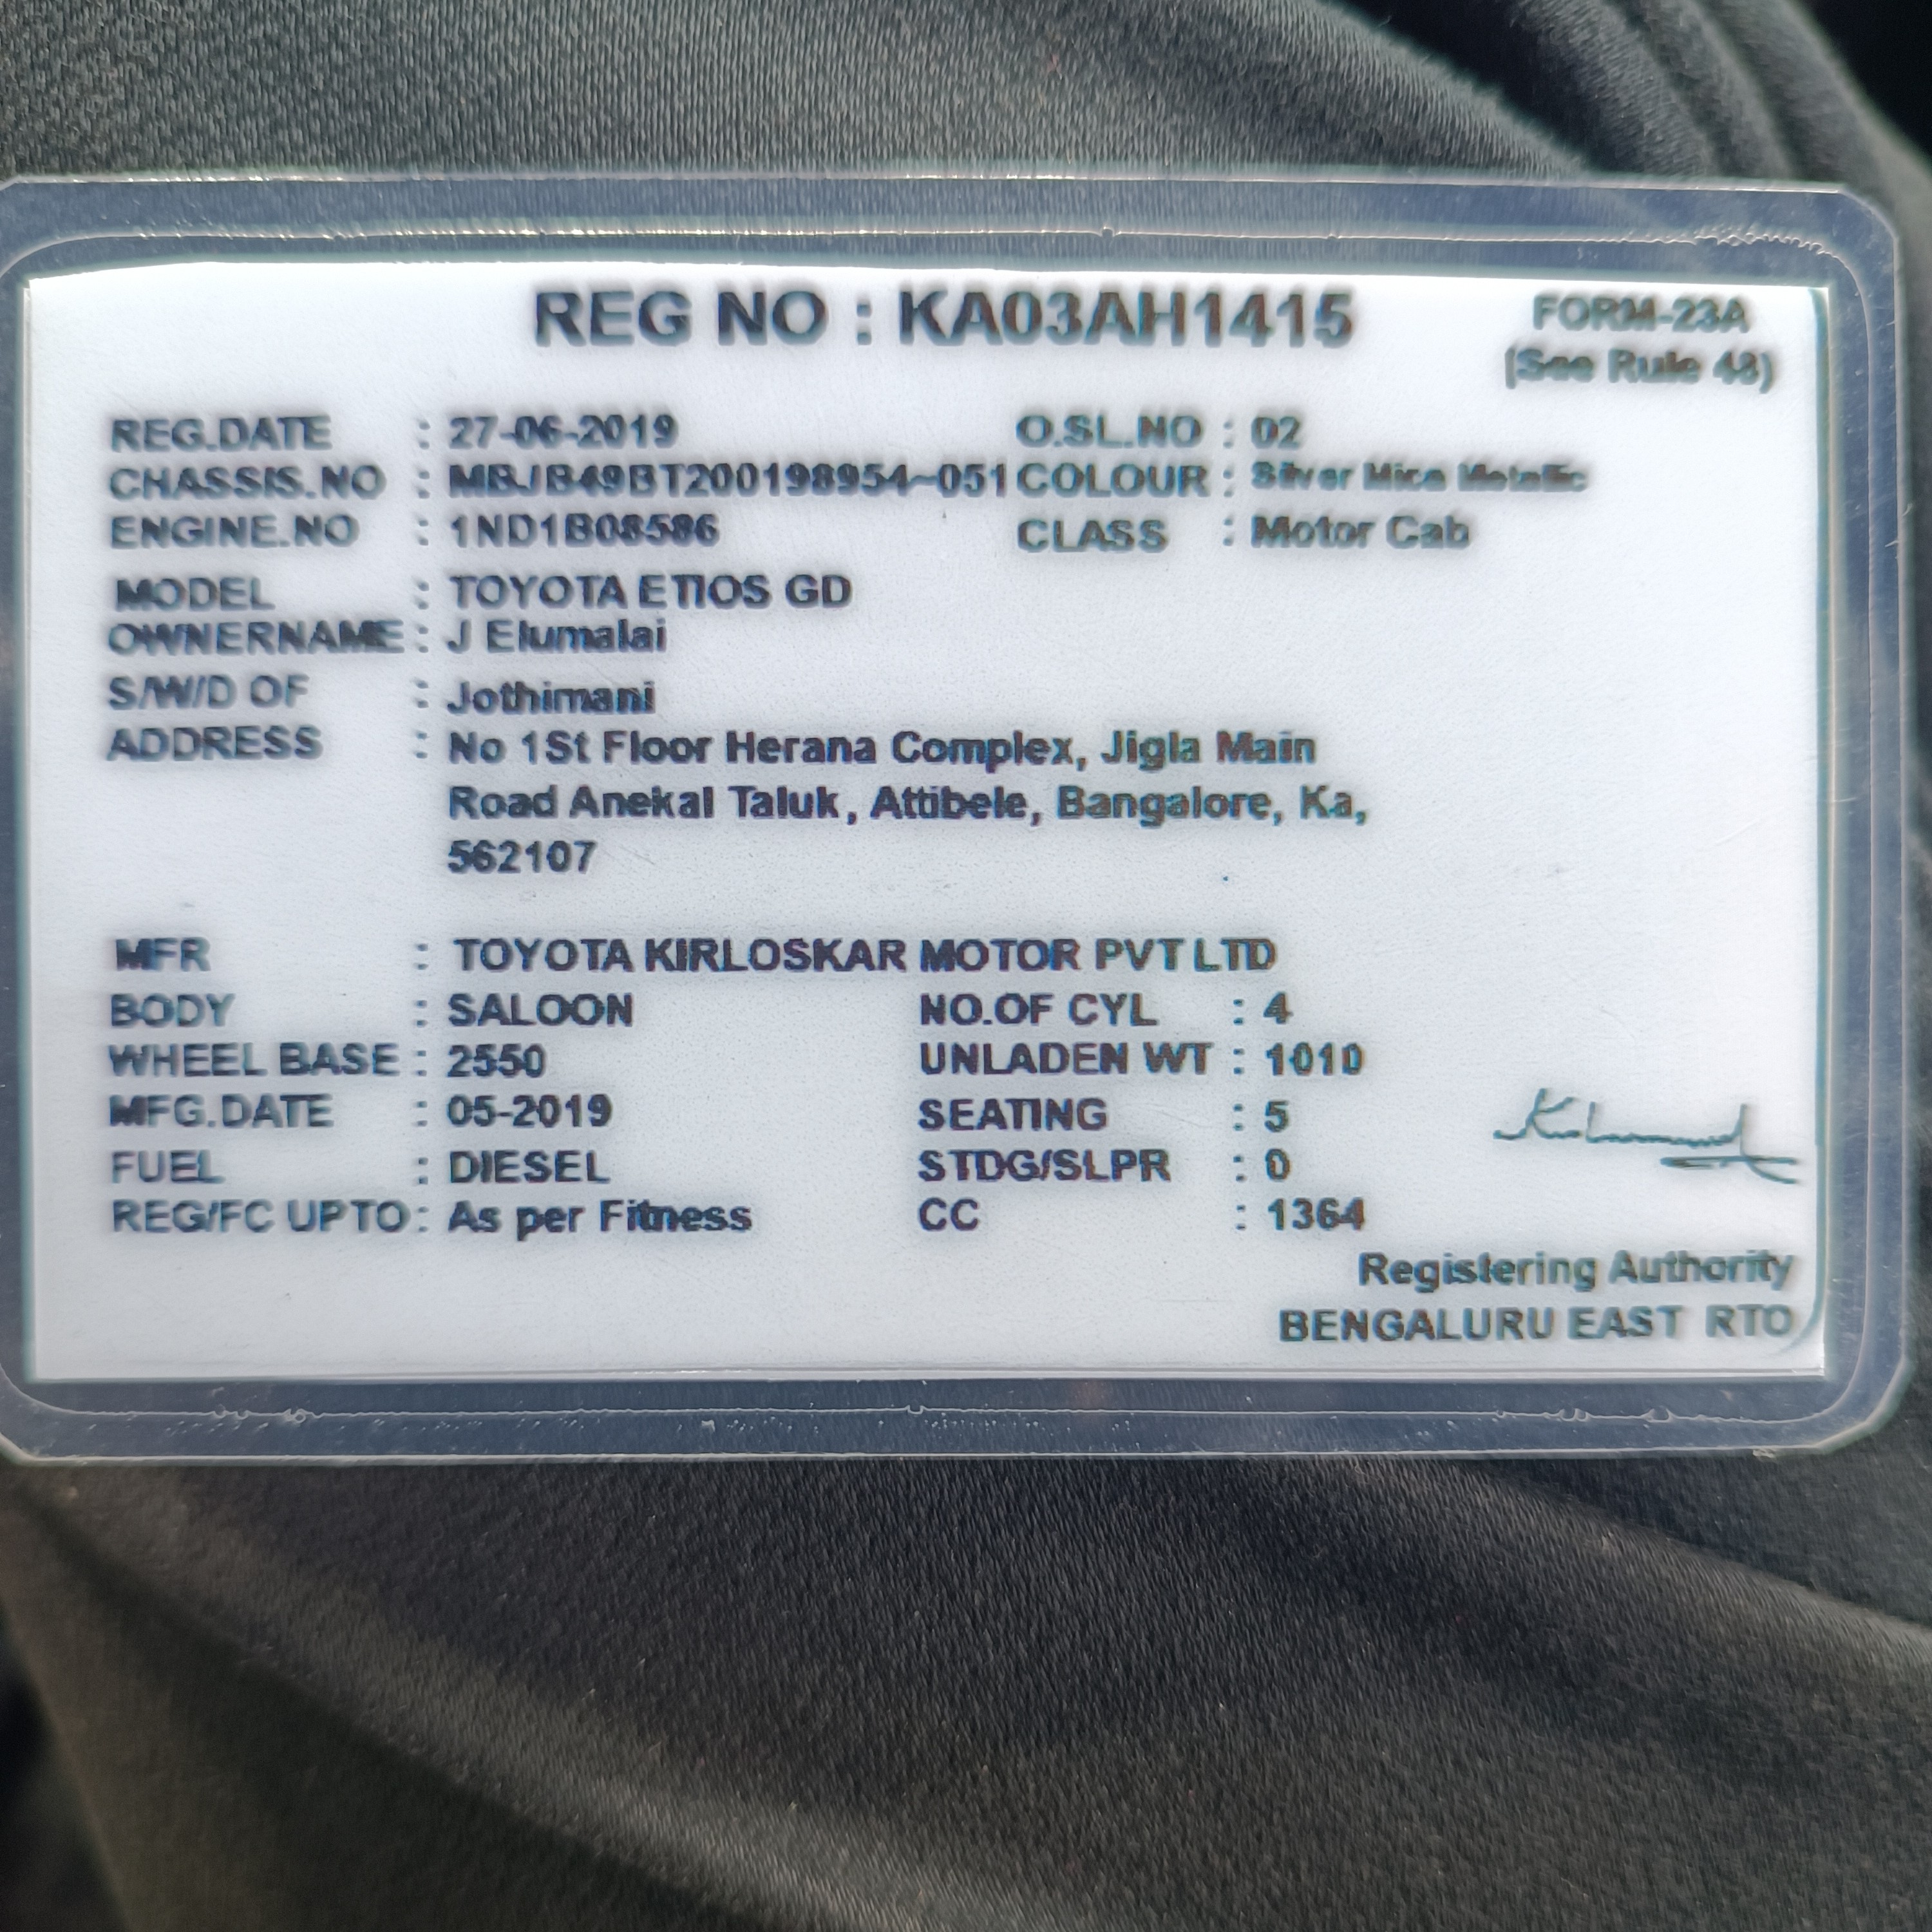 REG NO : KA03AH1415
FORM-23A
(See Rule 48)
REG.DATE : 27-06-2019 O.SL.NO : 02
CHASSIS.NO : MBJB49BT200198954~051 COLOUR : Silver Mica Metallic
ENGINE.NO : 1ND1B08586 CLASS : Motor Cab
MODEL : TOYOTA ETIOS GD
OWNERNAME : J Elumalai
S/W/D OF : Jothimani
ADDRESS : No 1St Floor Herana Complex, Jigla Main
Road Anekal Taluk, Attibele, Bangalore, Ka,
562107
MFR : TOYOTA KIRLOSKAR MOTOR PVT LTD
BODY : SALOON NO.OF CYL : 4
WHEEL BASE : 2550 UNLADEN WT : 1010
MFG.DATE : 05-2019 SEATING : 5
FUEL : DIESEL STDG/SLPR : 0
REG/FC UPTO : As per Fitness CC : 1364
Registering Authority
BENGALURU EAST RTO